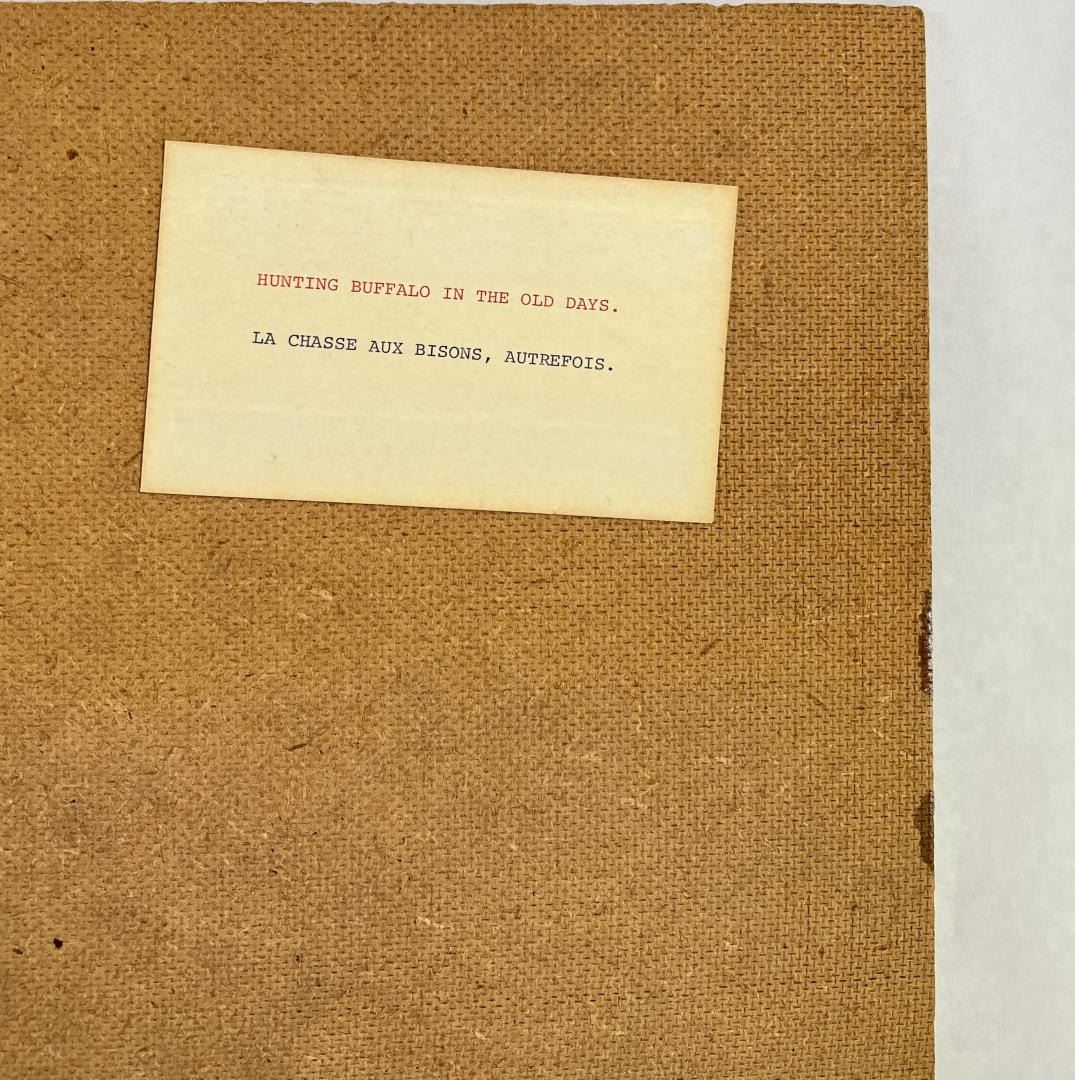 HUNTING BUFFALO IN THE OLD DAYS.
LA CHASSE AUX BISONS, AUTREFOIS.